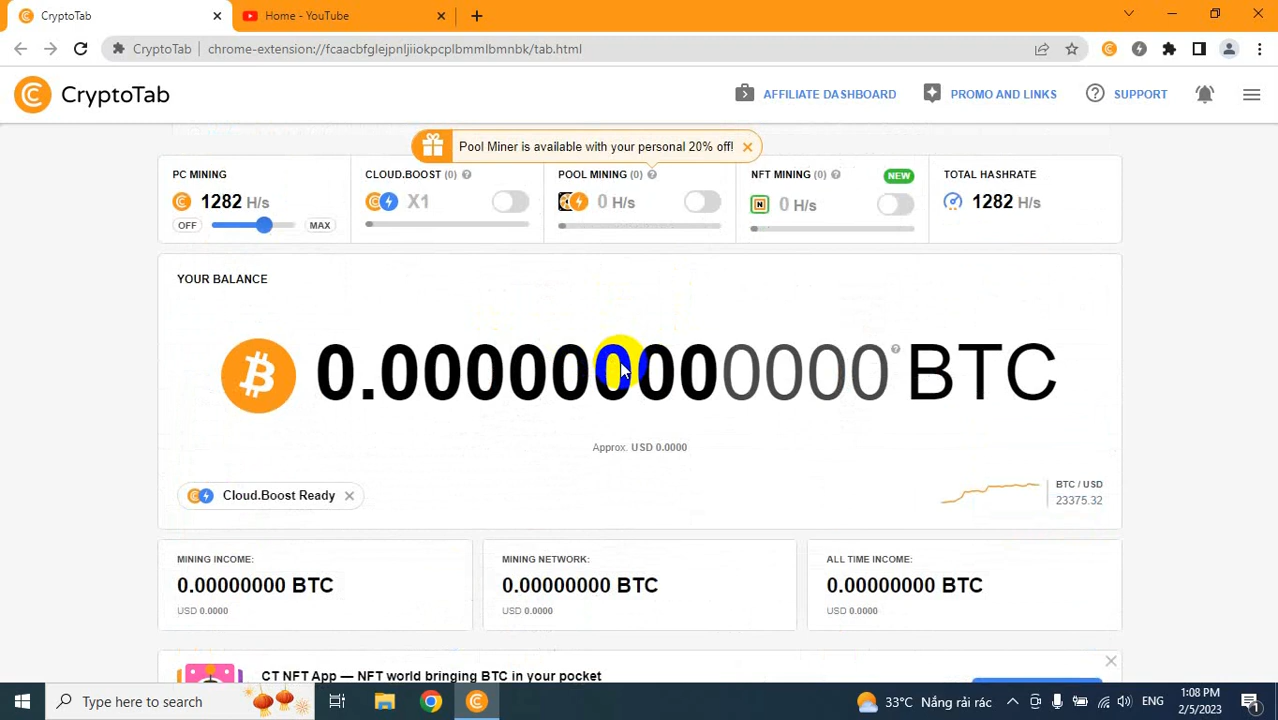 CryptoTab
Home - YouTube
CryptoTab
chrome-extension://fcaacbfglejpnljiiokpcplbmmlbmnbk/tab.html
CryptoTab
AFFILIATE DASHBOARD
PROMO AND LINKS
SUPPORT
Pool Miner is available with your personal 20% off!
PC MINING
1282 H/s
OFF
MAX
CLOUD.BOOST (0)
X1
POOL MINING (0)
0 H/s
NFT MINING (0)
NEW
0 H/s
TOTAL HASHRATE
1282 H/s
YOUR BALANCE
0.000000000000 BTC
Approx. USD 0.0000
Cloud.Boost Ready
BTC / USD
23375.32
MINING INCOME:
0.00000000 BTC
USD 0.0000
MINING NETWORK:
0.00000000 BTC
USD 0.0000
ALL TIME INCOME:
0.00000000 BTC
USD 0.0000
CT NFT App — NFT world bringing BTC in your pocket
Type here to search
33°C Nắng rải rác
ENG
1:08 PM
2/5/2023
1